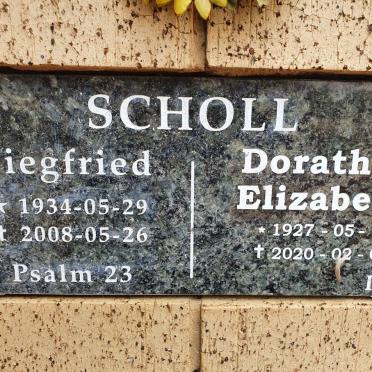 SCHOLL
iegfried
* 1934-05-29
† 2008-05-26
Psalm 23
Dorath
Elizabe
* 1927 - 05 -
† 2020 - 02 -